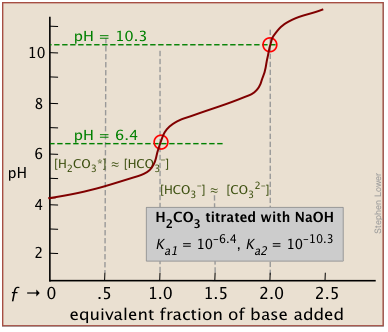 pH = 10.3
10
8
pH = 6.4
6
[H₂CO₃*] ≈ [HCO₃⁻]
pH
[HCO₃⁻] ≈ [CO₃²⁻]
4
H₂CO₃ titrated with NaOH
Kₐ₁ = 10⁻⁶·⁴, Kₐ₂ = 10⁻¹⁰·³
2
Stephen Lower
f → 0 .5 1.0 1.5 2.0 2.5
equivalent fraction of base added